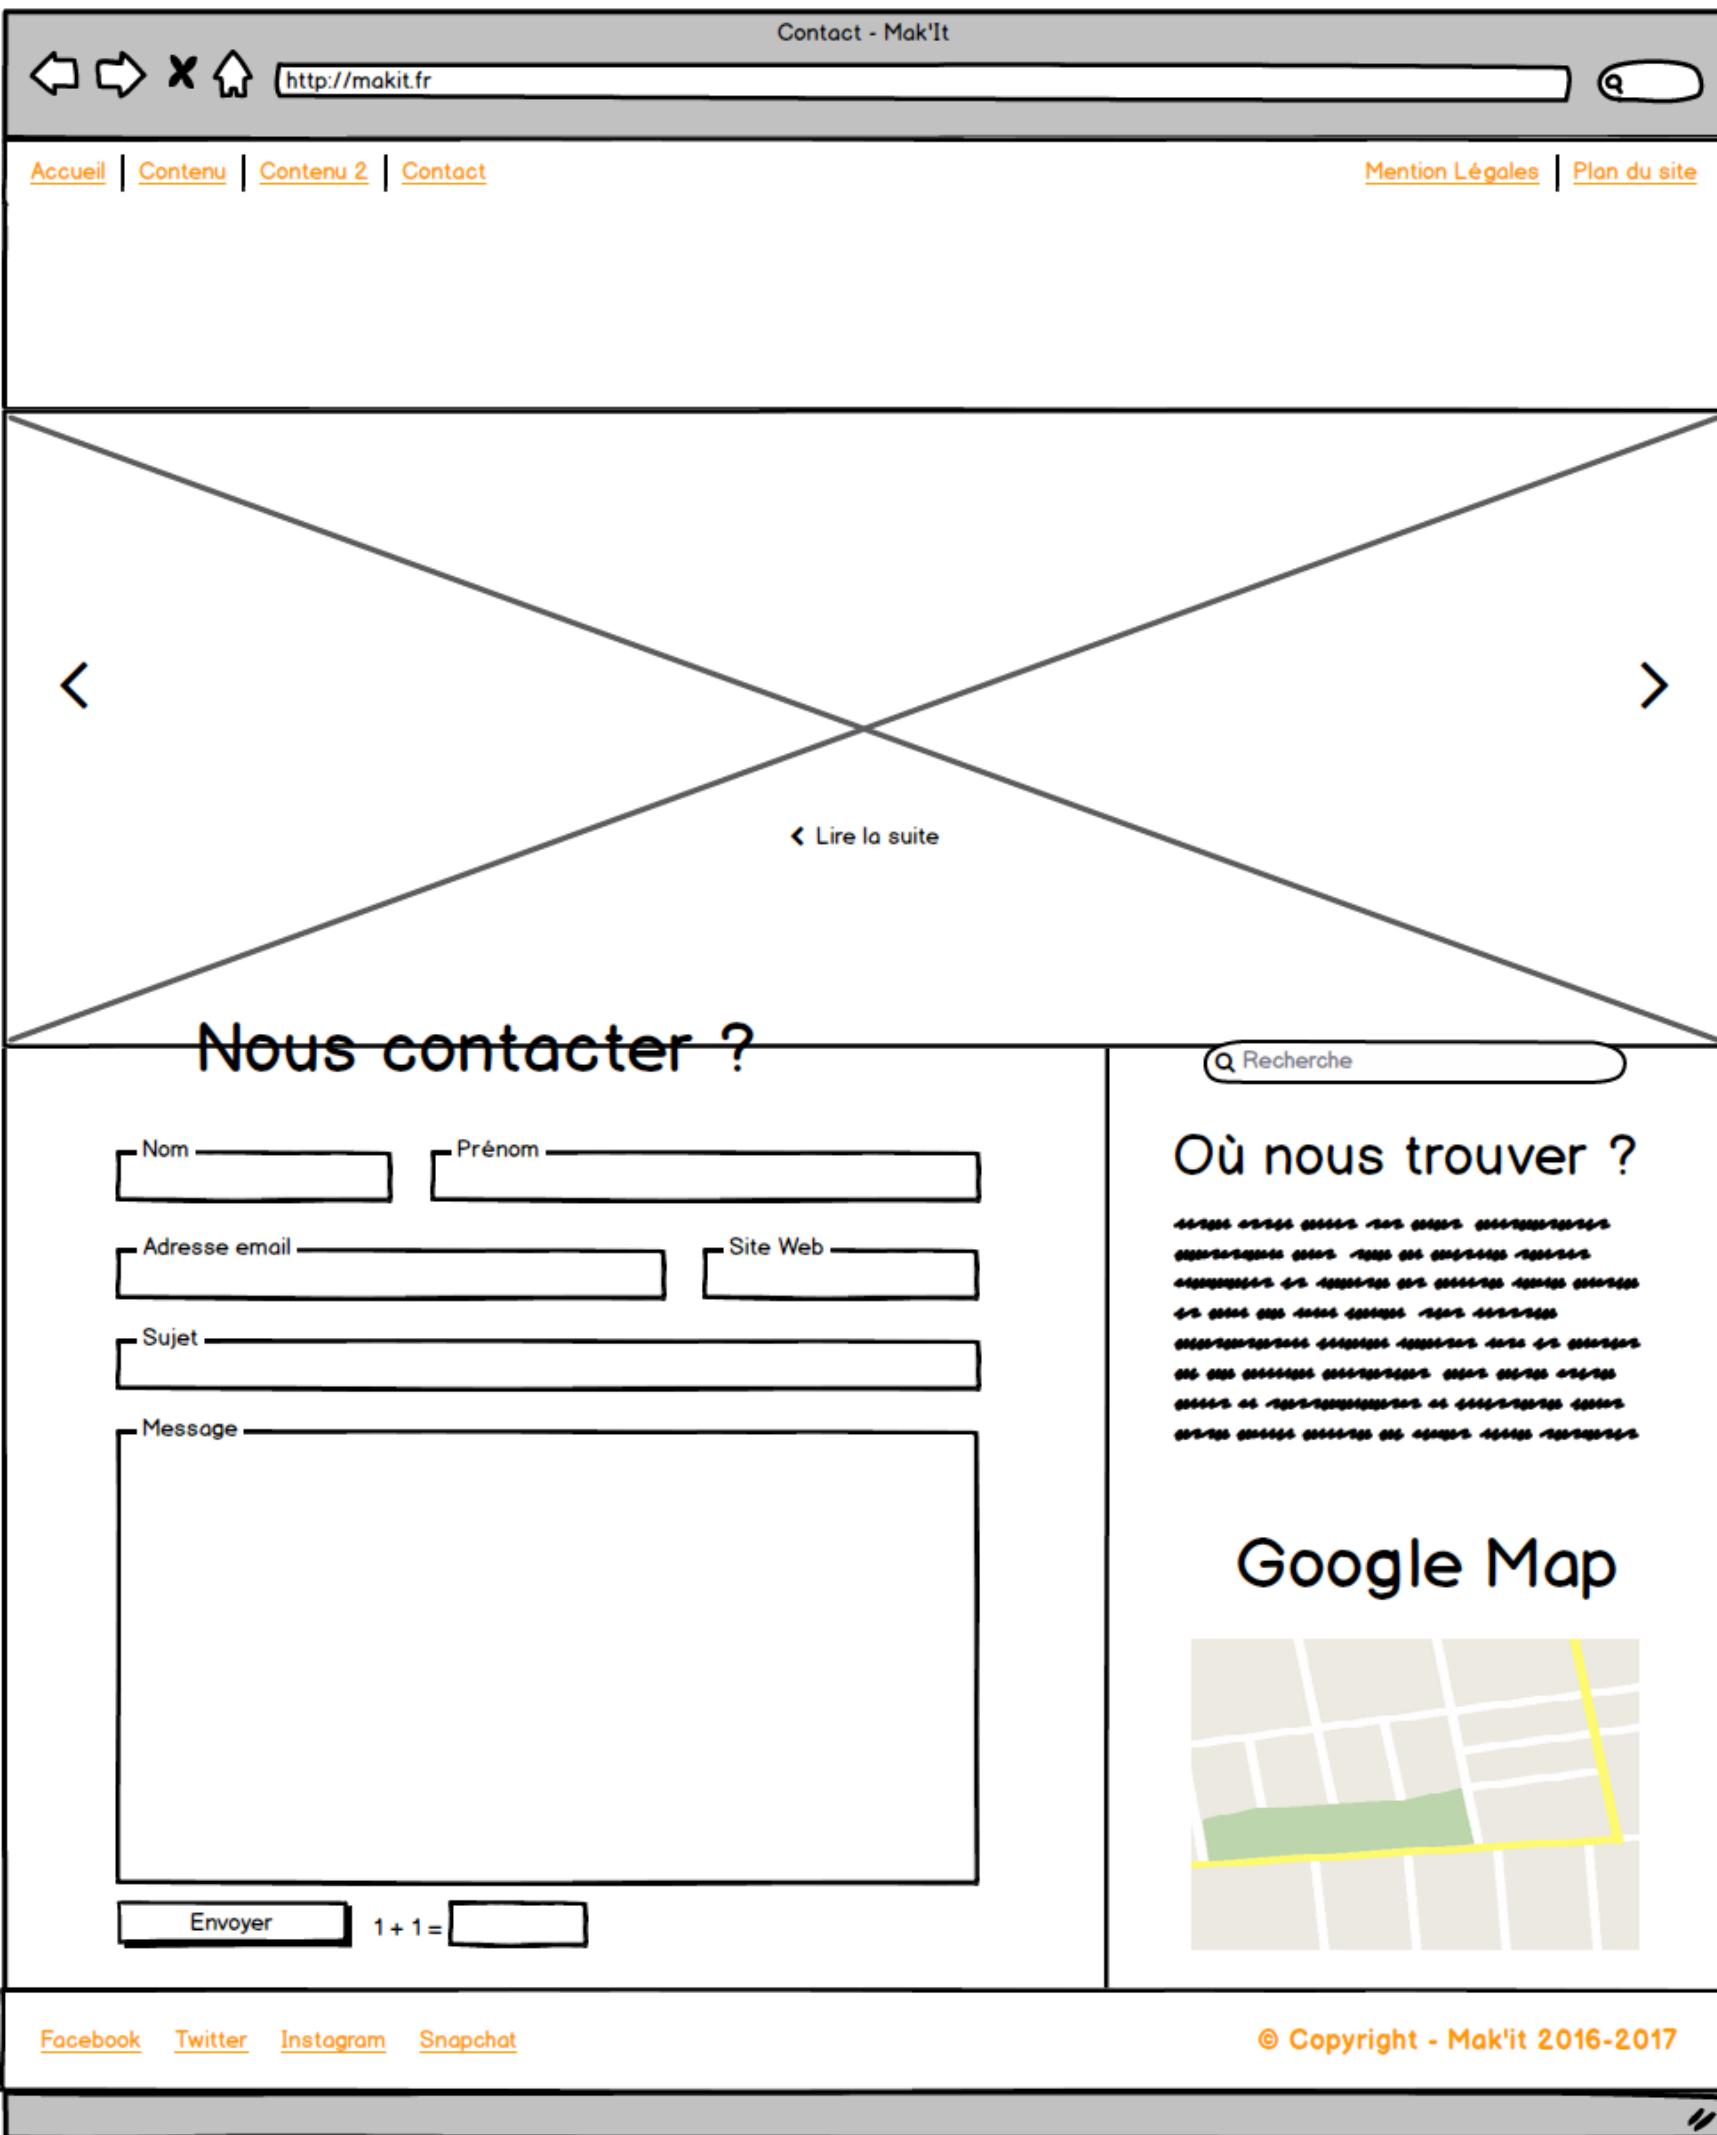 Contact - Mak'It
http://makit.fr
Accueil Contenu Contenu 2 Contact Mention Légales Plan du site
Lire la suite
Nous contacter ?
Recherche
Où nous trouver ?
Nom Prénom
Adresse email Site Web
Sujet
Message
Google Map
Envoyer 1 + 1 =
Facebook Twitter Instagram Snapchat © Copyright - Mak'it 2016-2017